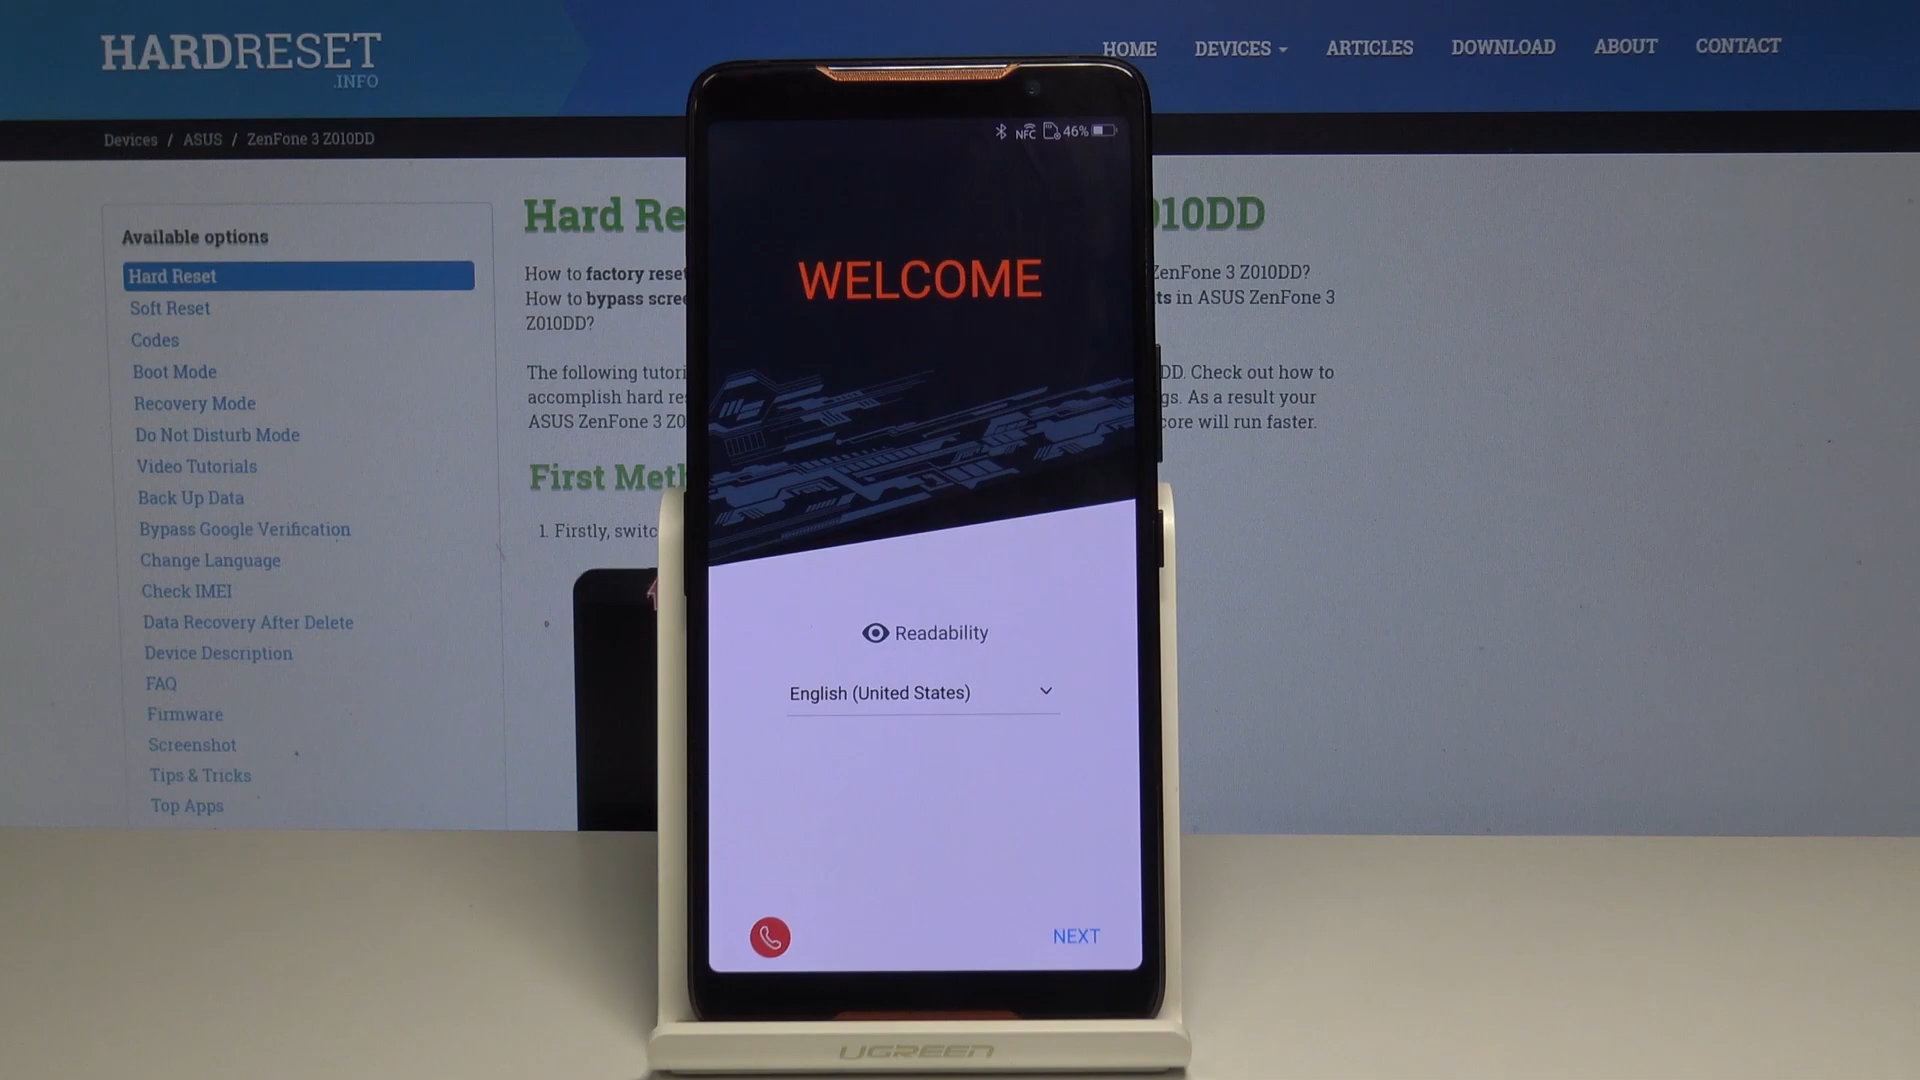 HARDRESET
.INFO
HOME DEVICES ARTICLES DOWNLOAD ABOUT CONTACT
Devices / ASUS / ZenFone 3 Z010DD
Available options
Hard Reset
Soft Reset
Codes
Boot Mode
Recovery Mode
Do Not Disturb Mode
Video Tutorials
Back Up Data
Bypass Google Verification
Change Language
Check IMEI
Data Recovery After Delete
Device Description
FAQ
Firmware
Screenshot
Tips & Tricks
Top Apps
Hard Re 010DD
How to factory reset ZenFone 3 Z010DD?
How to bypass scre ts in ASUS ZenFone 3
Z010DD?
The following tutori DD. Check out how to
accomplish hard res gs. As a result your
ASUS ZenFone 3 Z0 core will run faster.
First Meth
1. Firstly, switc
NFC 46%
WELCOME
Readability
English (United States)
NEXT
UGREEN